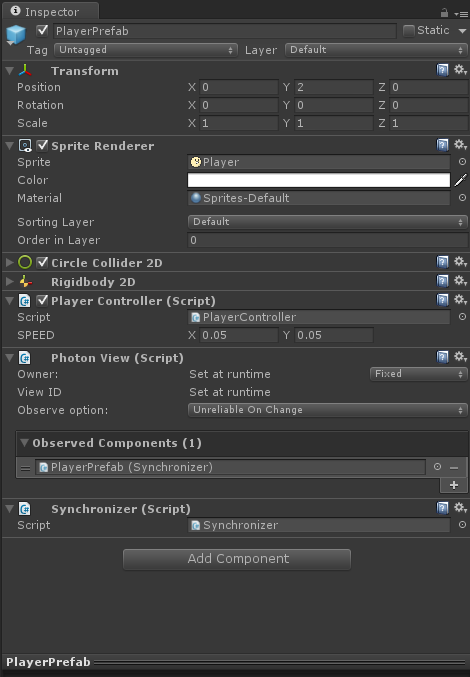 Inspector
PlayerPrefab Static
Tag Untagged Layer Default
Transform
Position X 0 Y 2 Z 0
Rotation X 0 Y 0 Z 0
Scale X 1 Y 1 Z 1
Sprite Renderer
Sprite Player
Color
Material Sprites-Default
Sorting Layer Default
Order in Layer 0
Circle Collider 2D
Rigidbody 2D
Player Controller (Script)
Script PlayerController
SPEED X 0.05 Y 0.05
Photon View (Script)
Owner: Set at runtime Fixed
View ID Set at runtime
Observe option: Unreliable On Change
Observed Components (1)
PlayerPrefab (Synchronizer)
Synchronizer (Script)
Script Synchronizer
Add Component
PlayerPrefab